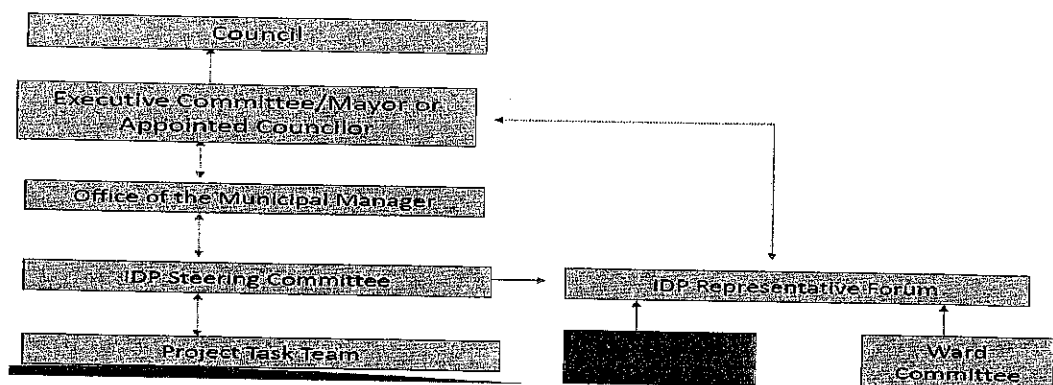 Council
Executive Committee/Mayor or
Appointed Councilor
Office of the Municipal Manager
IDP Steering Committee
IDP Representative Forum
Project Task Team
Ward
Committee